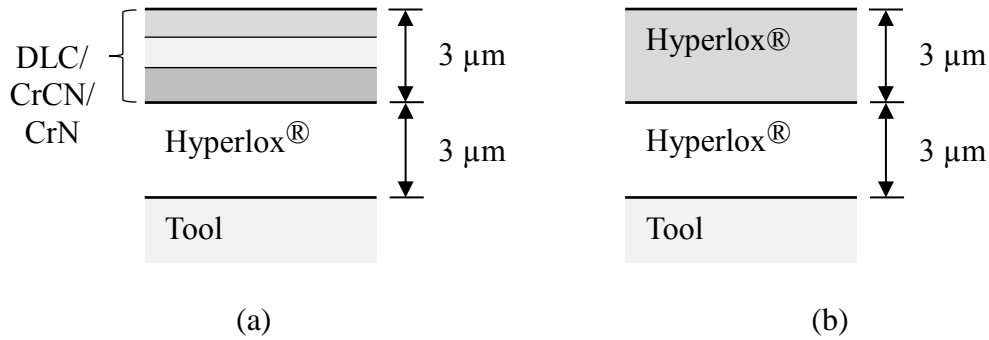 DLC/
CrCN/
CrN
3 µm
Hyperlox®
3 µm
Tool
(a)
Hyperlox®
3 µm
Hyperlox®
3 µm
Tool
(b)